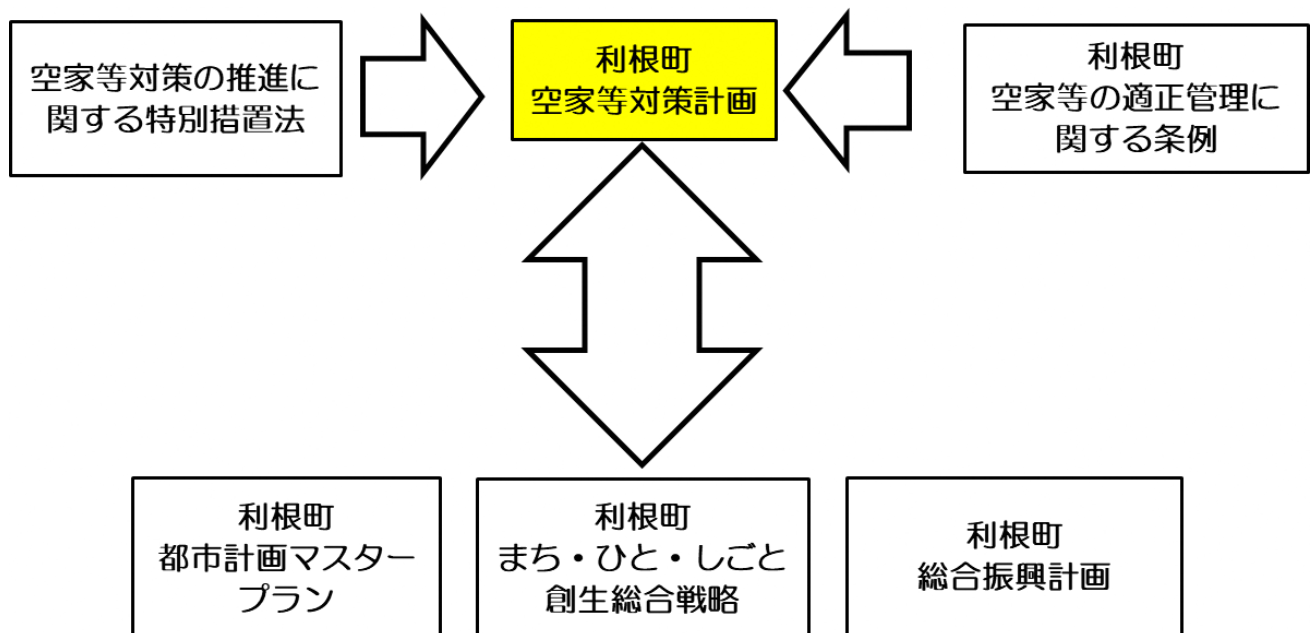 空家等対策の推進に
関する特別措置法
利根町
空家等対策計画
利根町
空家等の適正管理に
関する条例
利根町
都市計画マスター
プラン
利根町
まち・ひと・しごと
創生総合戦略
利根町
総合振興計画